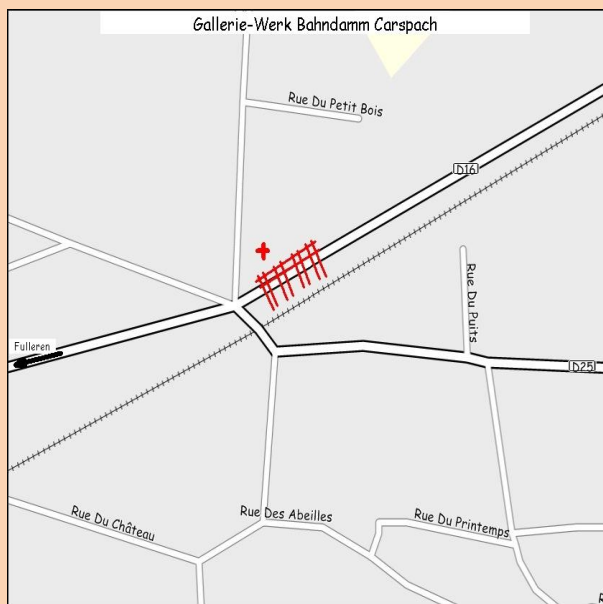 Gallerie-Werk Bahndamm Carspach
Rue Du Petit Bois
D16
Rue Du Puits
Fulleren
D25
Rue Du Château
Rue Des Abeilles
Rue Du Printemps
R